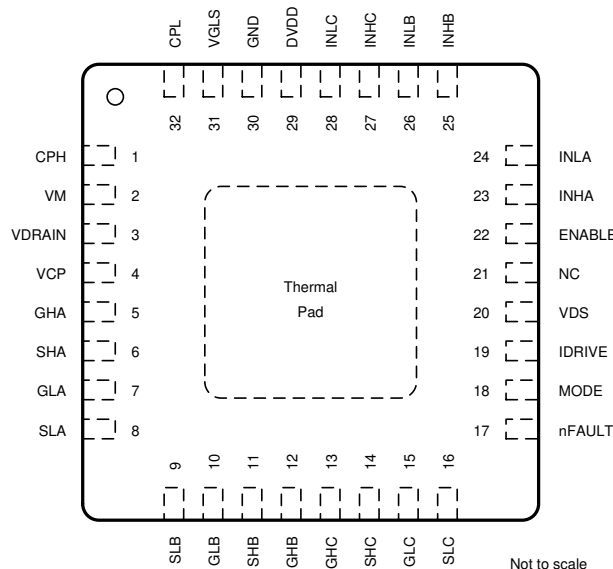 CPL
VGLS
GND
DVDD
INLC
INHC
INLB
INHB
32
31
30
29
28
27
26
25
CPH 1
VM 2
VDRAIN 3
VCP 4
GHA 5
SHA 6
GLA 7
SLA 8
24 INLA
23 INHA
22 ENABLE
21 NC
20 VDS
19 IDRIVE
18 MODE
17 nFAULT
Thermal
Pad
9
10
11
12
13
14
15
16
SLB
GLB
SHB
GHB
GHC
SHC
GLC
SLC
Not to scale